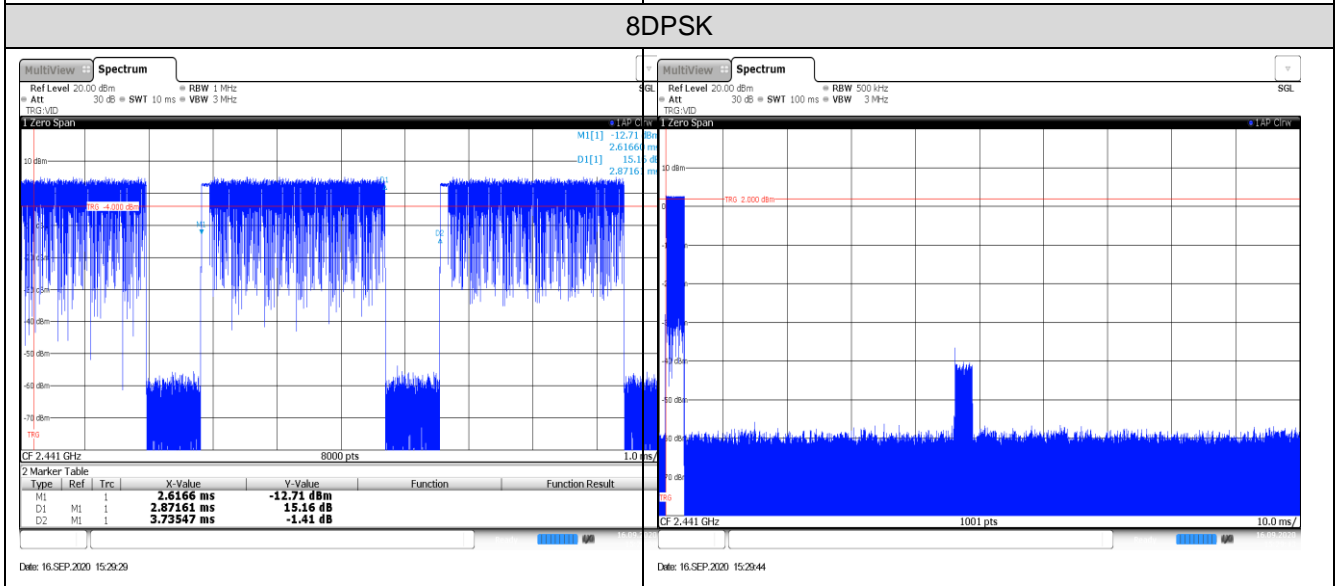 8DPSK
MultiView Spectrum
Ref Level 20.00 dBm RBW 1 MHz SGL
Att 30 dB SWT 10 ms VBW 3 MHz
TRG:VID
1 Zero Span 1AP Clrw
M1[1] -12.71 dBm
2.61660 ms
D1[1] 15.16 dB
2.87161 ms
10 dBm
D1
TRG -4.000 dBm
M1
D2
-40 dBm
-50 dBm
-60 dBm
-70 dBm
TRG
CF 2.441 GHz 8000 pts 1.0 ms/
2 Marker Table
Type Ref Trc X-Value Y-Value Function Function Result
M1 1 2.6166 ms -12.71 dBm
D1 M1 1 2.87161 ms 15.16 dB
D2 M1 1 3.73547 ms -1.41 dB
Date: 16.SEP.2020 15:29:29
MultiView Spectrum
Ref Level 20.00 dBm RBW 500 kHz SGL
Att 30 dB SWT 100 ms VBW 3 MHz
TRG:VID
1 Zero Span 1AP Clrw
10 dBm
TRG 2.000 dBm
-50 dBm
TRG
CF 2.441 GHz 1001 pts 10.0 ms/
16.09.2020
Date: 16.SEP.2020 15:29:44